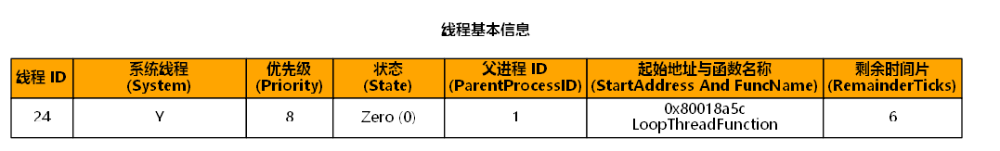 线程基本信息
线程 ID
系统线程
(System)
优先级
(Priority)
状态
(State)
父进程 ID
(ParentProcessID)
起始地址与函数名称
(StartAddress And FuncName)
剩余时间片
(RemainderTicks)
24
Y
8
Zero (0)
1
0x80018a5c
LoopThreadFunction
6